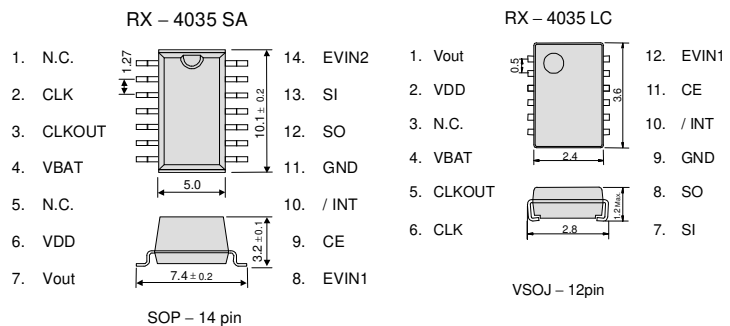 RX – 4035 SA
1. N.C.
2. CLK
3. CLKOUT
4. VBAT
5. N.C.
6. VDD
7. Vout
1.27
10.1 ± 0.2
5.0
3.2 ± 0.1
7.4 ± 0.2
14. EVIN2
13. SI
12. SO
11. GND
10. / INT
9. CE
8. EVIN1
SOP – 14 pin
RX – 4035 LC
1. Vout
2. VDD
3. N.C.
4. VBAT
5. CLKOUT
6. CLK
0.5
3.6
2.4
1.2 Max.
2.8
12. EVIN1
11. CE
10. / INT
9. GND
8. SO
7. SI
VSOJ – 12pin